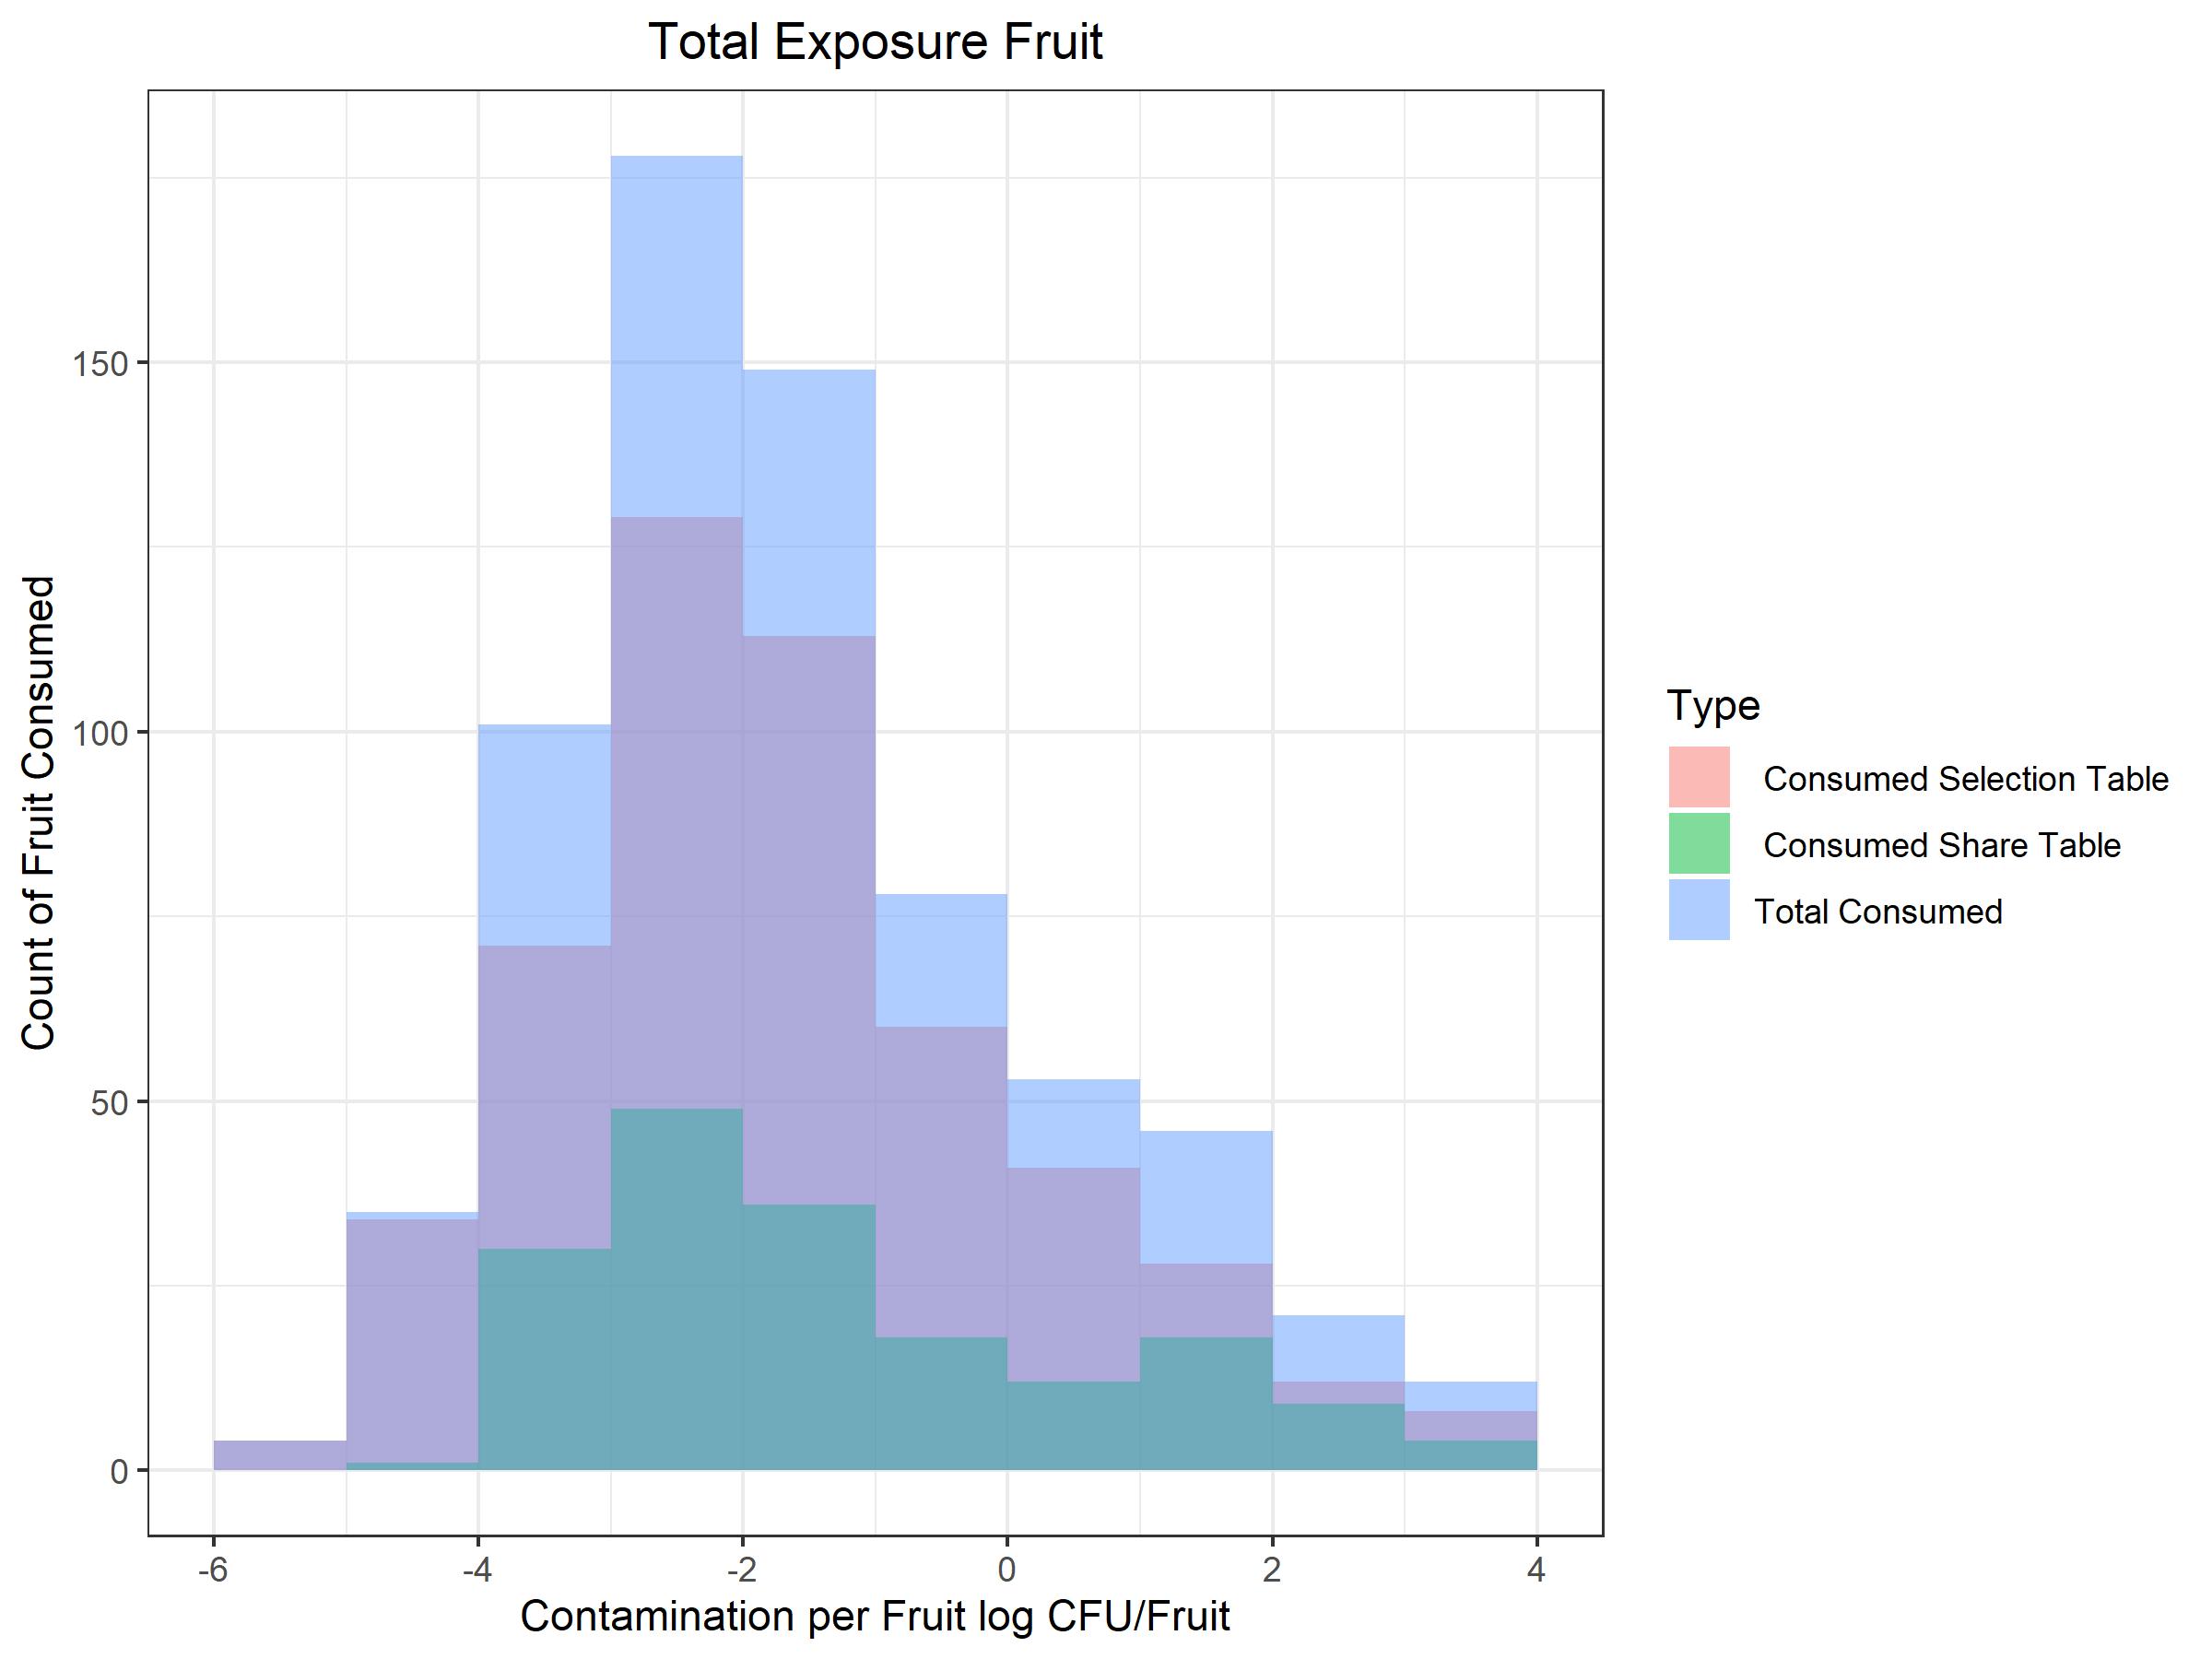 Total Exposure Fruit
Count of Fruit Consumed
150
100
50
0
-6
-4
-2
0
2
4
Contamination per Fruit log CFU/Fruit
Type
Consumed Selection Table
Consumed Share Table
Total Consumed